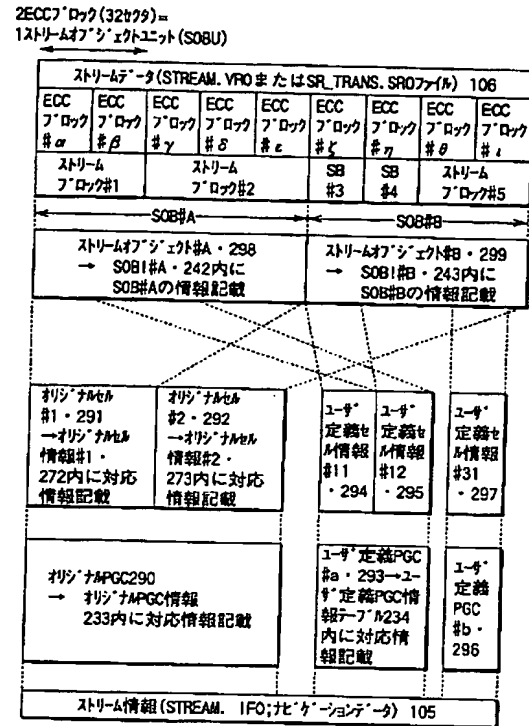 2ECCブロック(32セクタ)=
1ストリームオブジェクトユニット(SOBU)
ストリームデータ(STREAM.VROまたはSR_TRANS.SROファイル) 106
ECC
ブロック
#α
ECC
ブロック
#β
ECC
ブロック
#γ
ECC
ブロック
#δ
ECC
ブロック
#ε
ECC
ブロック
#ζ
ECC
ブロック
#η
ECC
ブロック
#θ
ECC
ブロック
#ι
ストリーム
ブロック#1
ストリーム
ブロック#2
SB
#3
SB
#4
ストリーム
ブロック#5
SOB#A
SOB#B
ストリームオブジェクト#A・298
→ SOBI#A・242内に
SOB#Aの情報記載
ストリームオブジェクト#B・299
→ SOBI#B・243内に
SOB#Bの情報記載
オリジナルセル
#1・291
→オリジナルセル
情報#1・
272内に対応
情報記載
オリジナルセル
#2・292
→オリジナルセル
情報#2・
273内に対応
情報記載
ユーザ
定義セ
ル情報
#11
・294
ユーザ
定義セ
ル情報
#12
・295
ユーザ
定義セ
ル情報
#31
・297
オリジナルPGC290
→ オリジナルPGC情報
233内に対応情報記載
ユーザ定義PGC
#a・293→ユー
ザ定義PGC情
報テーブル234
内に対応情
報記載
ユーザ
定義
PGC
#b・
296
ストリーム情報(STREAM. IFO;ナビゲーションデータ) 105